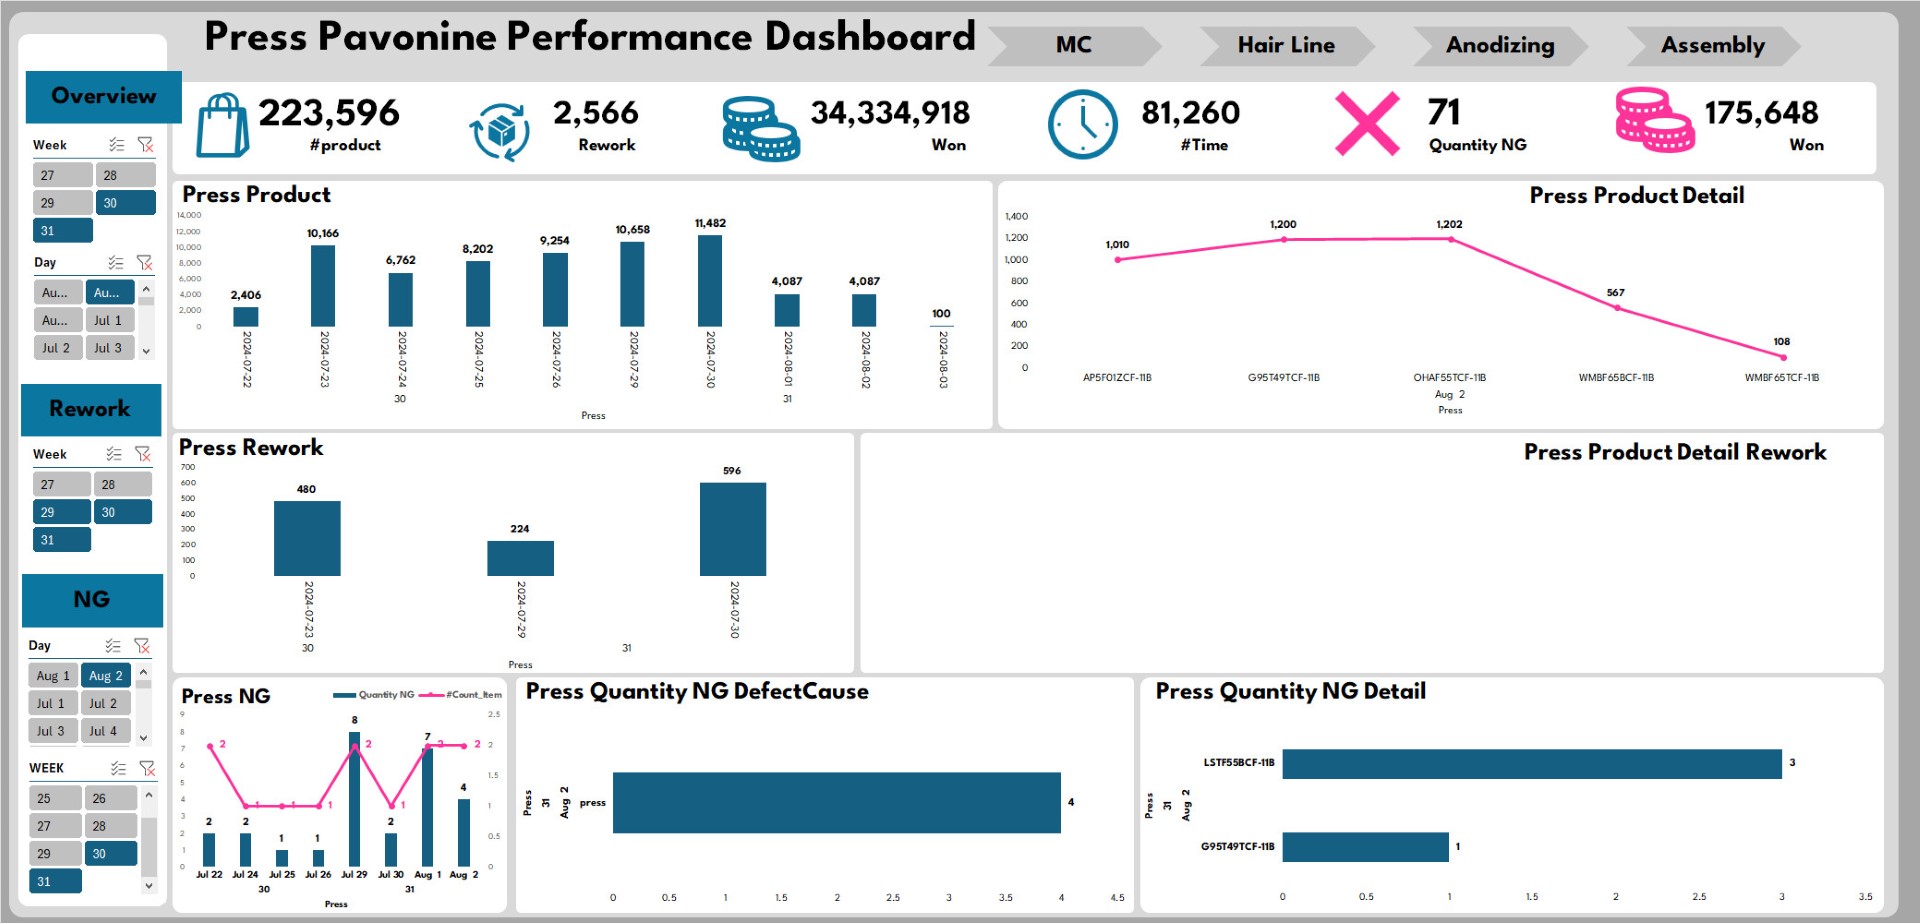 Press Pavonine Performance Dashboard
MC
Hair Line
Anodizing
Assembly
Overview
223,596
#product
2,566
Rework
34,334,918
Won
81,260
#Time
71
Quantity NG
175,648
Won
Week
27 28
29 30
31
Day
Au... Au...
Au... Jul 1
Jul 2 Jul 3
Rework
Week
27 28
29 30
31
NG
Day
Aug 1 Aug 2
Jul 1 Jul 2
Jul 3 Jul 4
WEEK
25 26
27 28
29 30
31
Press Product
14,000
12,000
10,000
8,000
6,000
4,000
2,000
0
2,406
10,166
6,762
8,202
9,254
10,658
11,482
4,087
4,087
100
2024-07-22
2024-07-23
2024-07-24
2024-07-25
2024-07-26
2024-07-29
2024-07-30
2024-08-01
2024-08-02
2024-08-03
30
31
Press
Press Product Detail
1,400
1,200
1,000
800
600
400
200
0
1,010
1,200
1,202
567
108
AP5F01ZCF-11B
G95T49TCF-11B
OHAF55TCF-11B
WMBF65BCF-11B
WMBF65TCF-11B
Aug 2
Press
Press Rework
700
600
500
400
300
200
100
0
480
224
596
2024-07-23
2024-07-29
2024-07-30
30
31
Press
Press Product Detail Rework
Press NG
Quantity NG
#Count_Item
9
8
7
6
5
4
3
2
1
0
2.5
2
1.5
1
0.5
0
2
1
1
1
2
1
2
2
2
2
1
1
8
2
7
4
Jul 22
Jul 24
Jul 25
Jul 26
Jul 29
Jul 30
Aug 1
Aug 2
30
31
Press
Press Quantity NG DefectCause
Press
31
Aug 2
press
4
0 0.5 1 1.5 2 2.5 3 3.5 4 4.5
Press Quantity NG Detail
Press
31
Aug 2
LSTF55BCF-11B
3
G95T49TCF-11B
1
0 0.5 1 1.5 2 2.5 3 3.5